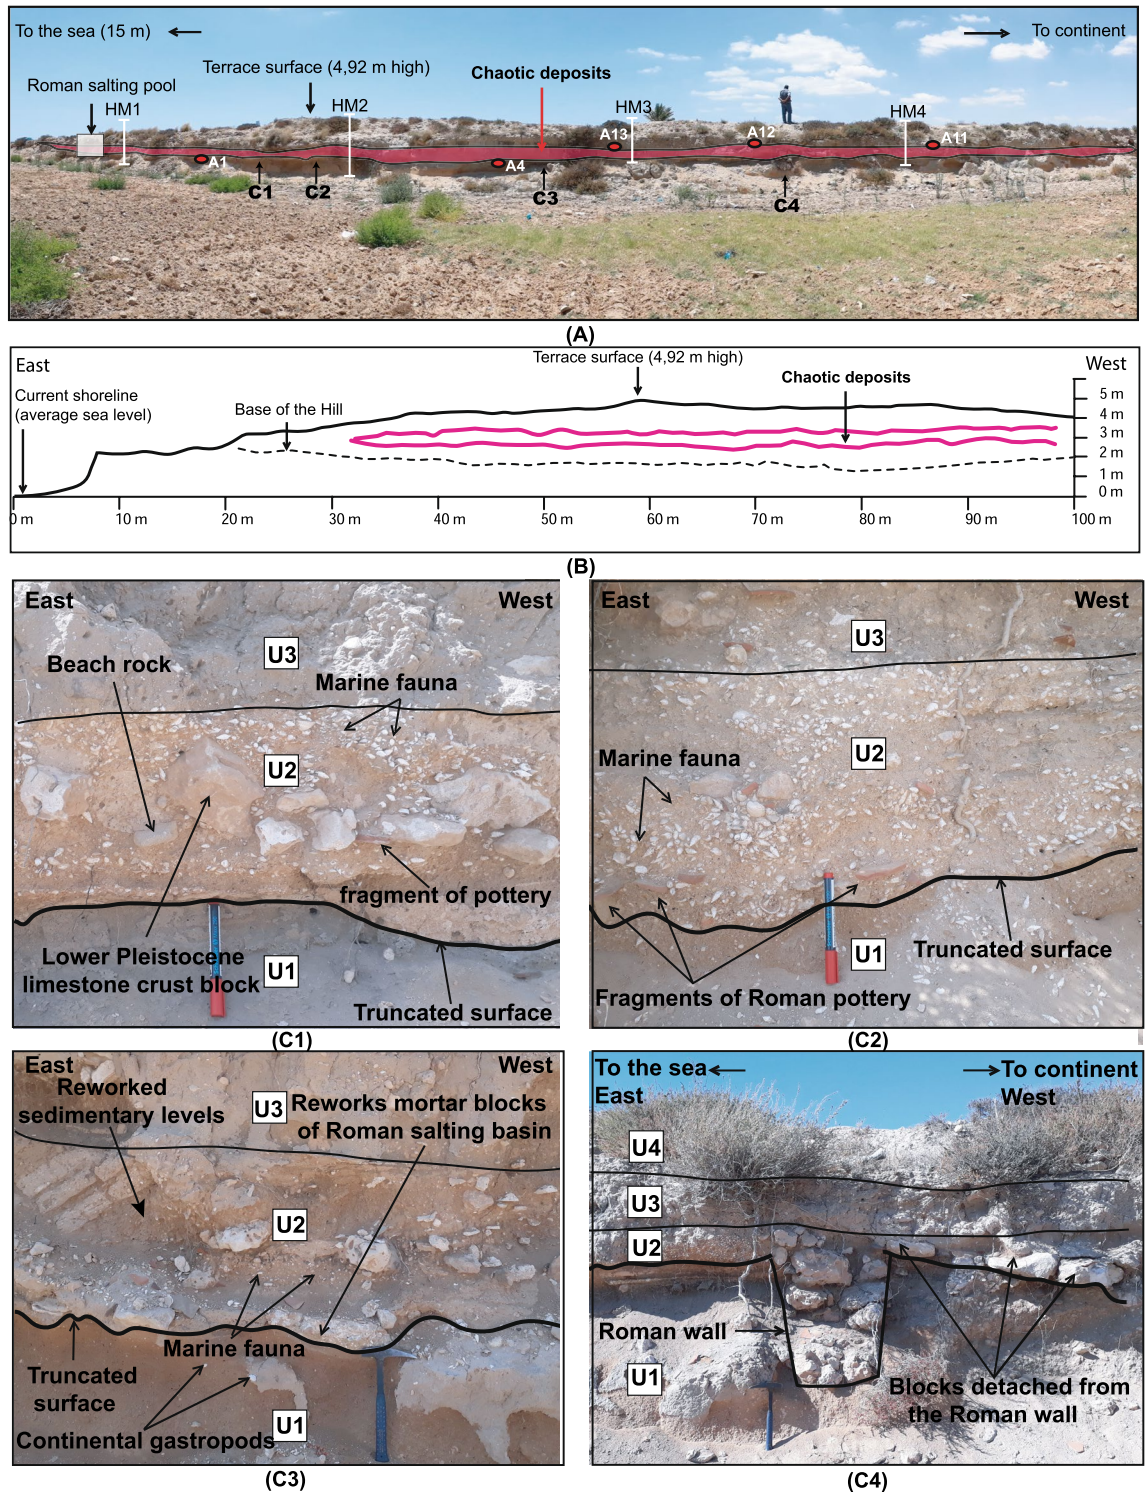 To the sea (15 m)
To continent
Terrace surface (4,92 m high)
Chaotic deposits
Roman salting pool
HM1
HM2
HM3
HM4
A13
A12
A11
A1
A4
C1
C2
C3
C4
(A)
East
West
Terrace surface (4,92 m high)
Chaotic deposits
Current shoreline
(average sea level)
Base of the Hill
5 m
4 m
3 m
2 m
1 m
0 m
0 m
10 m
20 m
30 m
40 m
50 m
60 m
70 m
80 m
90 m
100 m
(B)
East
West
U3
Beach rock
Marine fauna
U2
fragment of pottery
Lower Pleistocene
limestone crust block
U1
Truncated surface
(C1)
East
West
U3
U2
Marine fauna
U1
Truncated surface
Fragments of Roman pottery
(C2)
East
West
Reworked
sedimentary levels
U3
Reworks mortar blocks
of Roman salting basin
U2
Marine fauna
Truncated
surface
Continental gastropods
U1
(C3)
To the sea
East
To continent
West
U4
U3
U2
Roman wall
U1
Blocks detached from
the Roman wall
(C4)